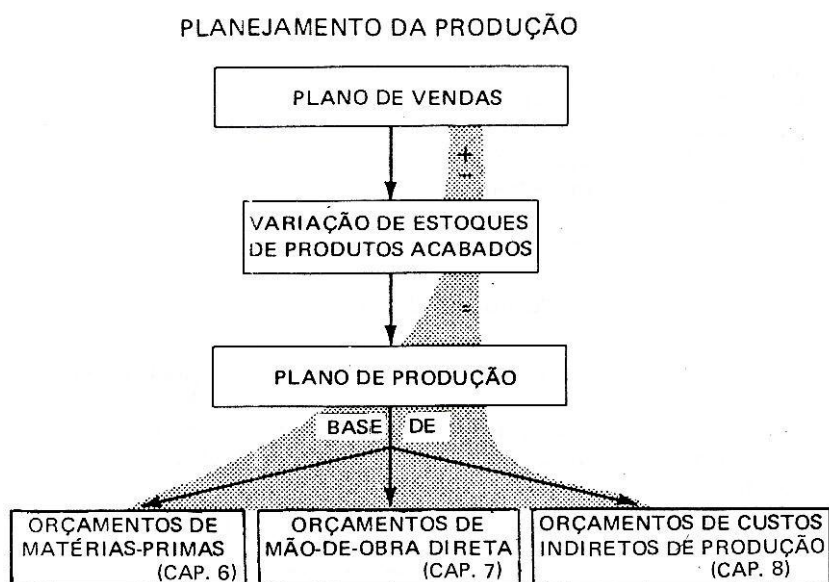 PLANEJAMENTO DA PRODUÇÃO
PLANO DE VENDAS
+
−
VARIAÇÃO DE ESTOQUES
DE PRODUTOS ACABADOS
=
PLANO DE PRODUÇÃO
BASE DE
ORÇAMENTOS DE
MATÉRIAS-PRIMAS
(CAP. 6)
ORÇAMENTOS DE
MÃO-DE-OBRA DIRETA
(CAP. 7)
ORÇAMENTOS DE CUSTOS
INDIRETOS DE PRODUÇÃO
(CAP. 8)